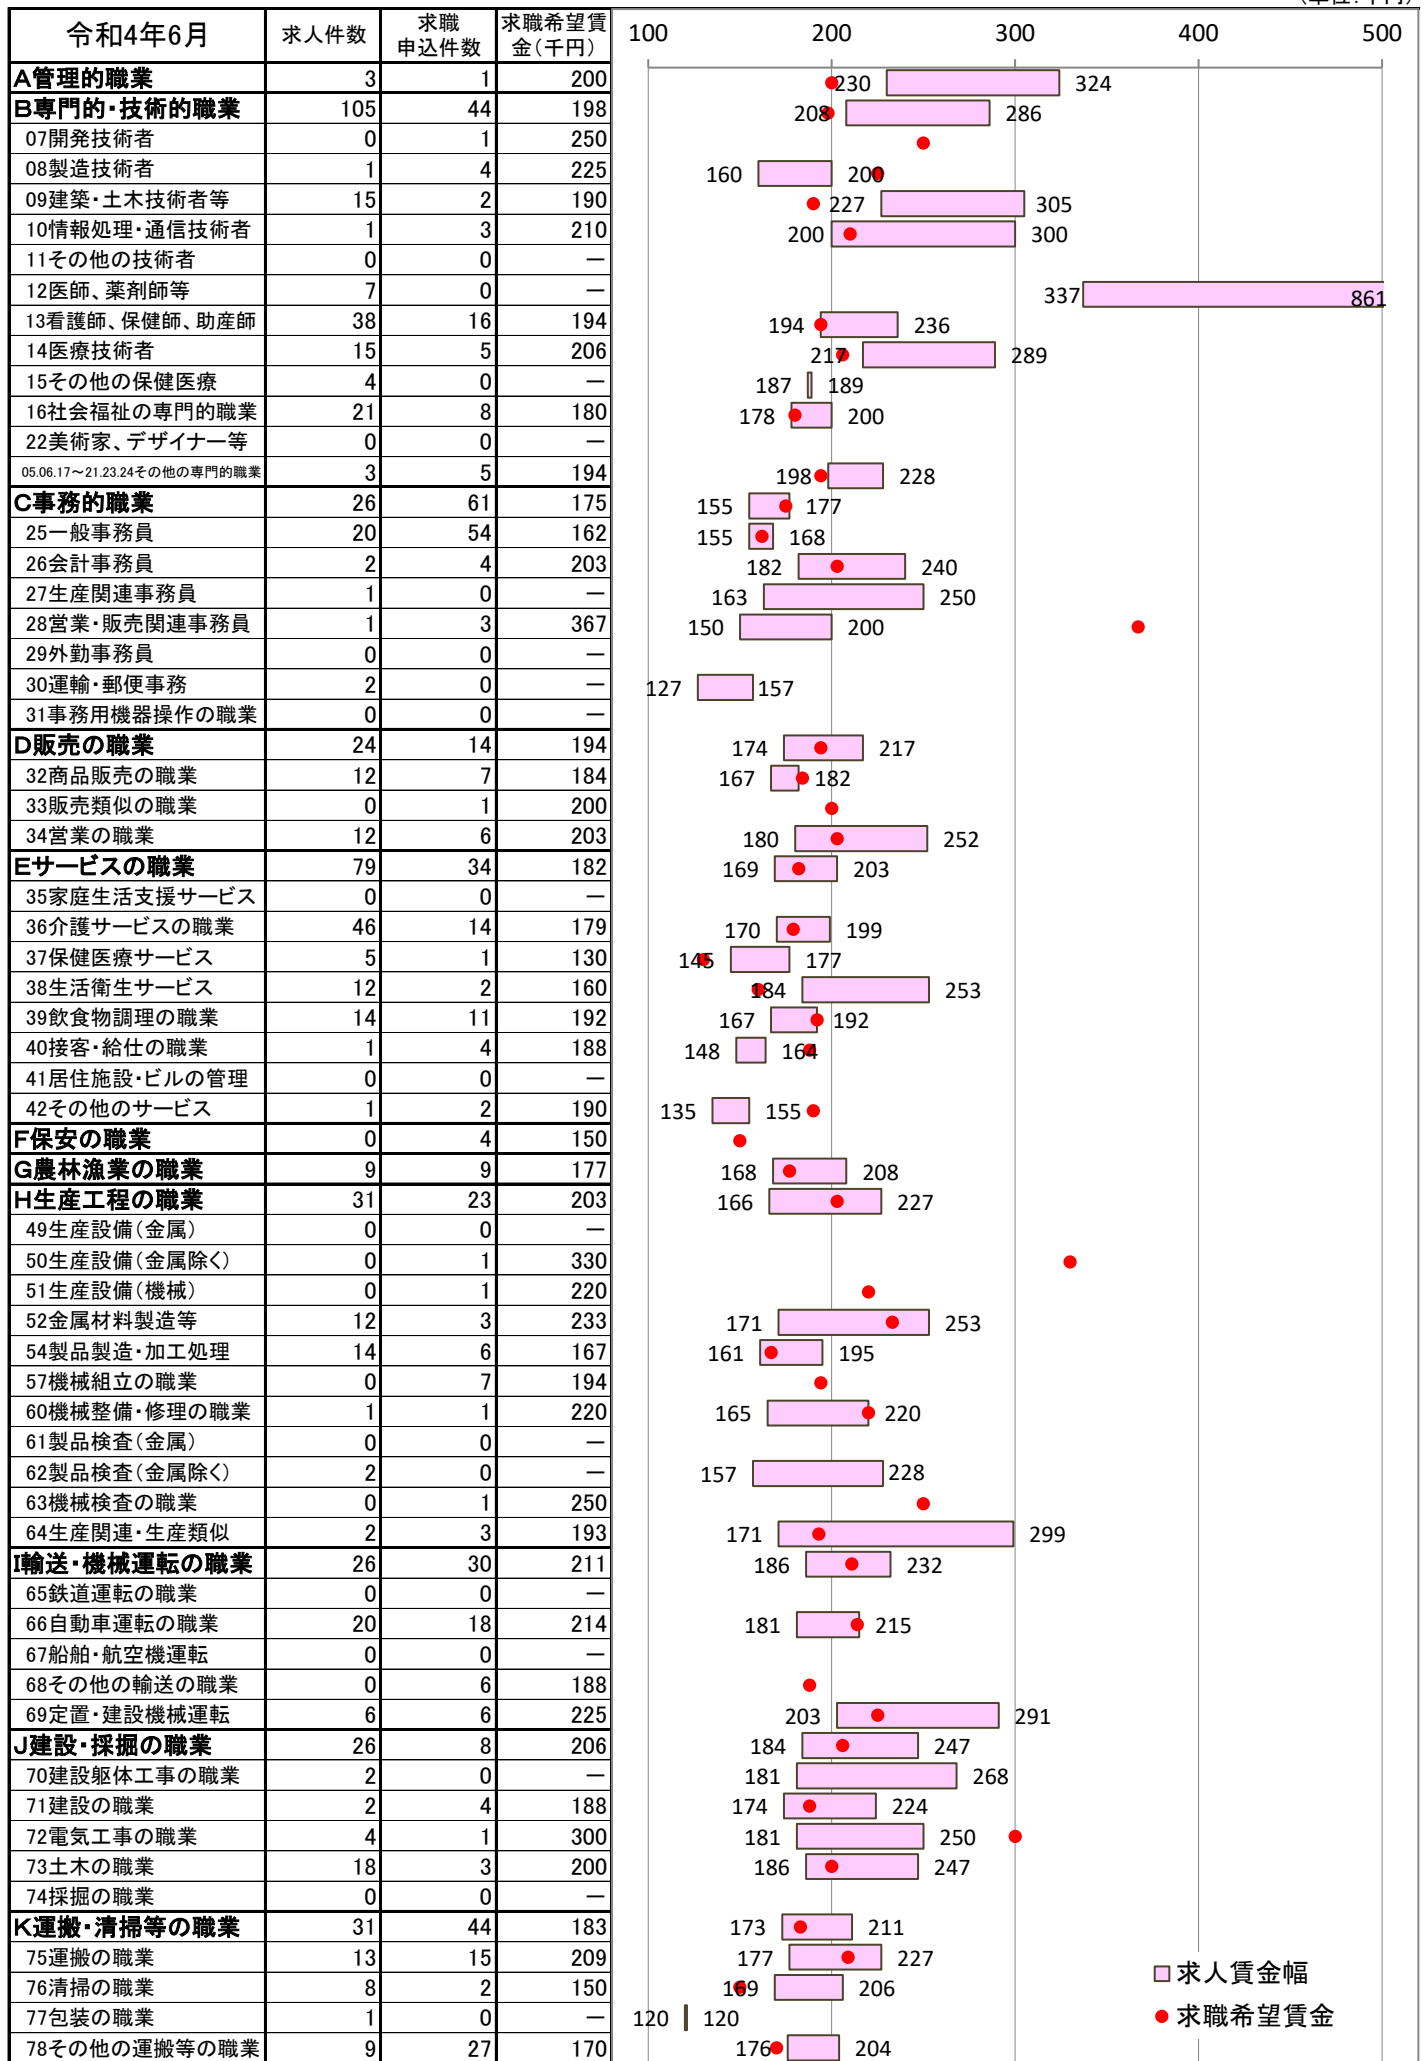 (単位:千円)
令和4年6月 求人件数 求職申込件数 求職希望賃金(千円) 100 200 300 400 500
A管理的職業 3 1 200 230 324
B専門的・技術的職業 105 44 198 208 286
07開発技術者 0 1 250
08製造技術者 1 4 225 160 200
09建築・土木技術者等 15 2 190 227 305
10情報処理・通信技術者 1 3 210 200 300
11その他の技術者 0 0 ―
12医師、薬剤師等 7 0 ― 337 861
13看護師、保健師、助産師 38 16 194 194 236
14医療技術者 15 5 206 217 289
15その他の保健医療 4 0 ― 187 189
16社会福祉の専門的職業 21 8 180 178 200
22美術家、デザイナー等 0 0 ―
05.06.17～21.23.24その他の専門的職業 3 5 194 198 228
C事務的職業 26 61 175 155 177
25一般事務員 20 54 162 155 168
26会計事務員 2 4 203 182 240
27生産関連事務員 1 0 ― 163 250
28営業・販売関連事務員 1 3 367 150 200
29外勤事務員 0 0 ―
30運輸・郵便事務 2 0 ― 127 157
31事務用機器操作の職業 0 0 ―
D販売の職業 24 14 194 174 217
32商品販売の職業 12 7 184 167 182
33販売類似の職業 0 1 200
34営業の職業 12 6 203 180 252
Eサービスの職業 79 34 182 169 203
35家庭生活支援サービス 0 0 ―
36介護サービスの職業 46 14 179 170 199
37保健医療サービス 5 1 130 145 177
38生活衛生サービス 12 2 160 184 253
39飲食物調理の職業 14 11 192 167 192
40接客・給仕の職業 1 4 188 148 164
41居住施設・ビルの管理 0 0 ―
42その他のサービス 1 2 190 135 155
F保安の職業 0 4 150
G農林漁業の職業 9 9 177 168 208
H生産工程の職業 31 23 203 166 227
49生産設備(金属) 0 0 ―
50生産設備(金属除く) 0 1 330
51生産設備(機械) 0 1 220
52金属材料製造等 12 3 233 171 253
54製品製造・加工処理 14 6 167 161 195
57機械組立の職業 0 7 194
60機械整備・修理の職業 1 1 220 165 220
61製品検査(金属) 0 0 ―
62製品検査(金属除く) 2 0 ― 157 228
63機械検査の職業 0 1 250
64生産関連・生産類似 2 3 193 171 299
I輸送・機械運転の職業 26 30 211 186 232
65鉄道運転の職業 0 0 ―
66自動車運転の職業 20 18 214 181 215
67船舶・航空機運転 0 0 ―
68その他の輸送の職業 0 6 188
69定置・建設機械運転 6 6 225 203 291
J建設・採掘の職業 26 8 206 184 247
70建設躯体工事の職業 2 0 ― 181 268
71建設の職業 2 4 188 174 224
72電気工事の職業 4 1 300 181 250
73土木の職業 18 3 200 186 247
74採掘の職業 0 0 ―
K運搬・清掃等の職業 31 44 183 173 211
75運搬の職業 13 15 209 177 227
76清掃の職業 8 2 150 169 206
77包装の職業 1 0 ― 120 120
78その他の運搬等の職業 9 27 170 176 204
求人賃金幅
求職希望賃金